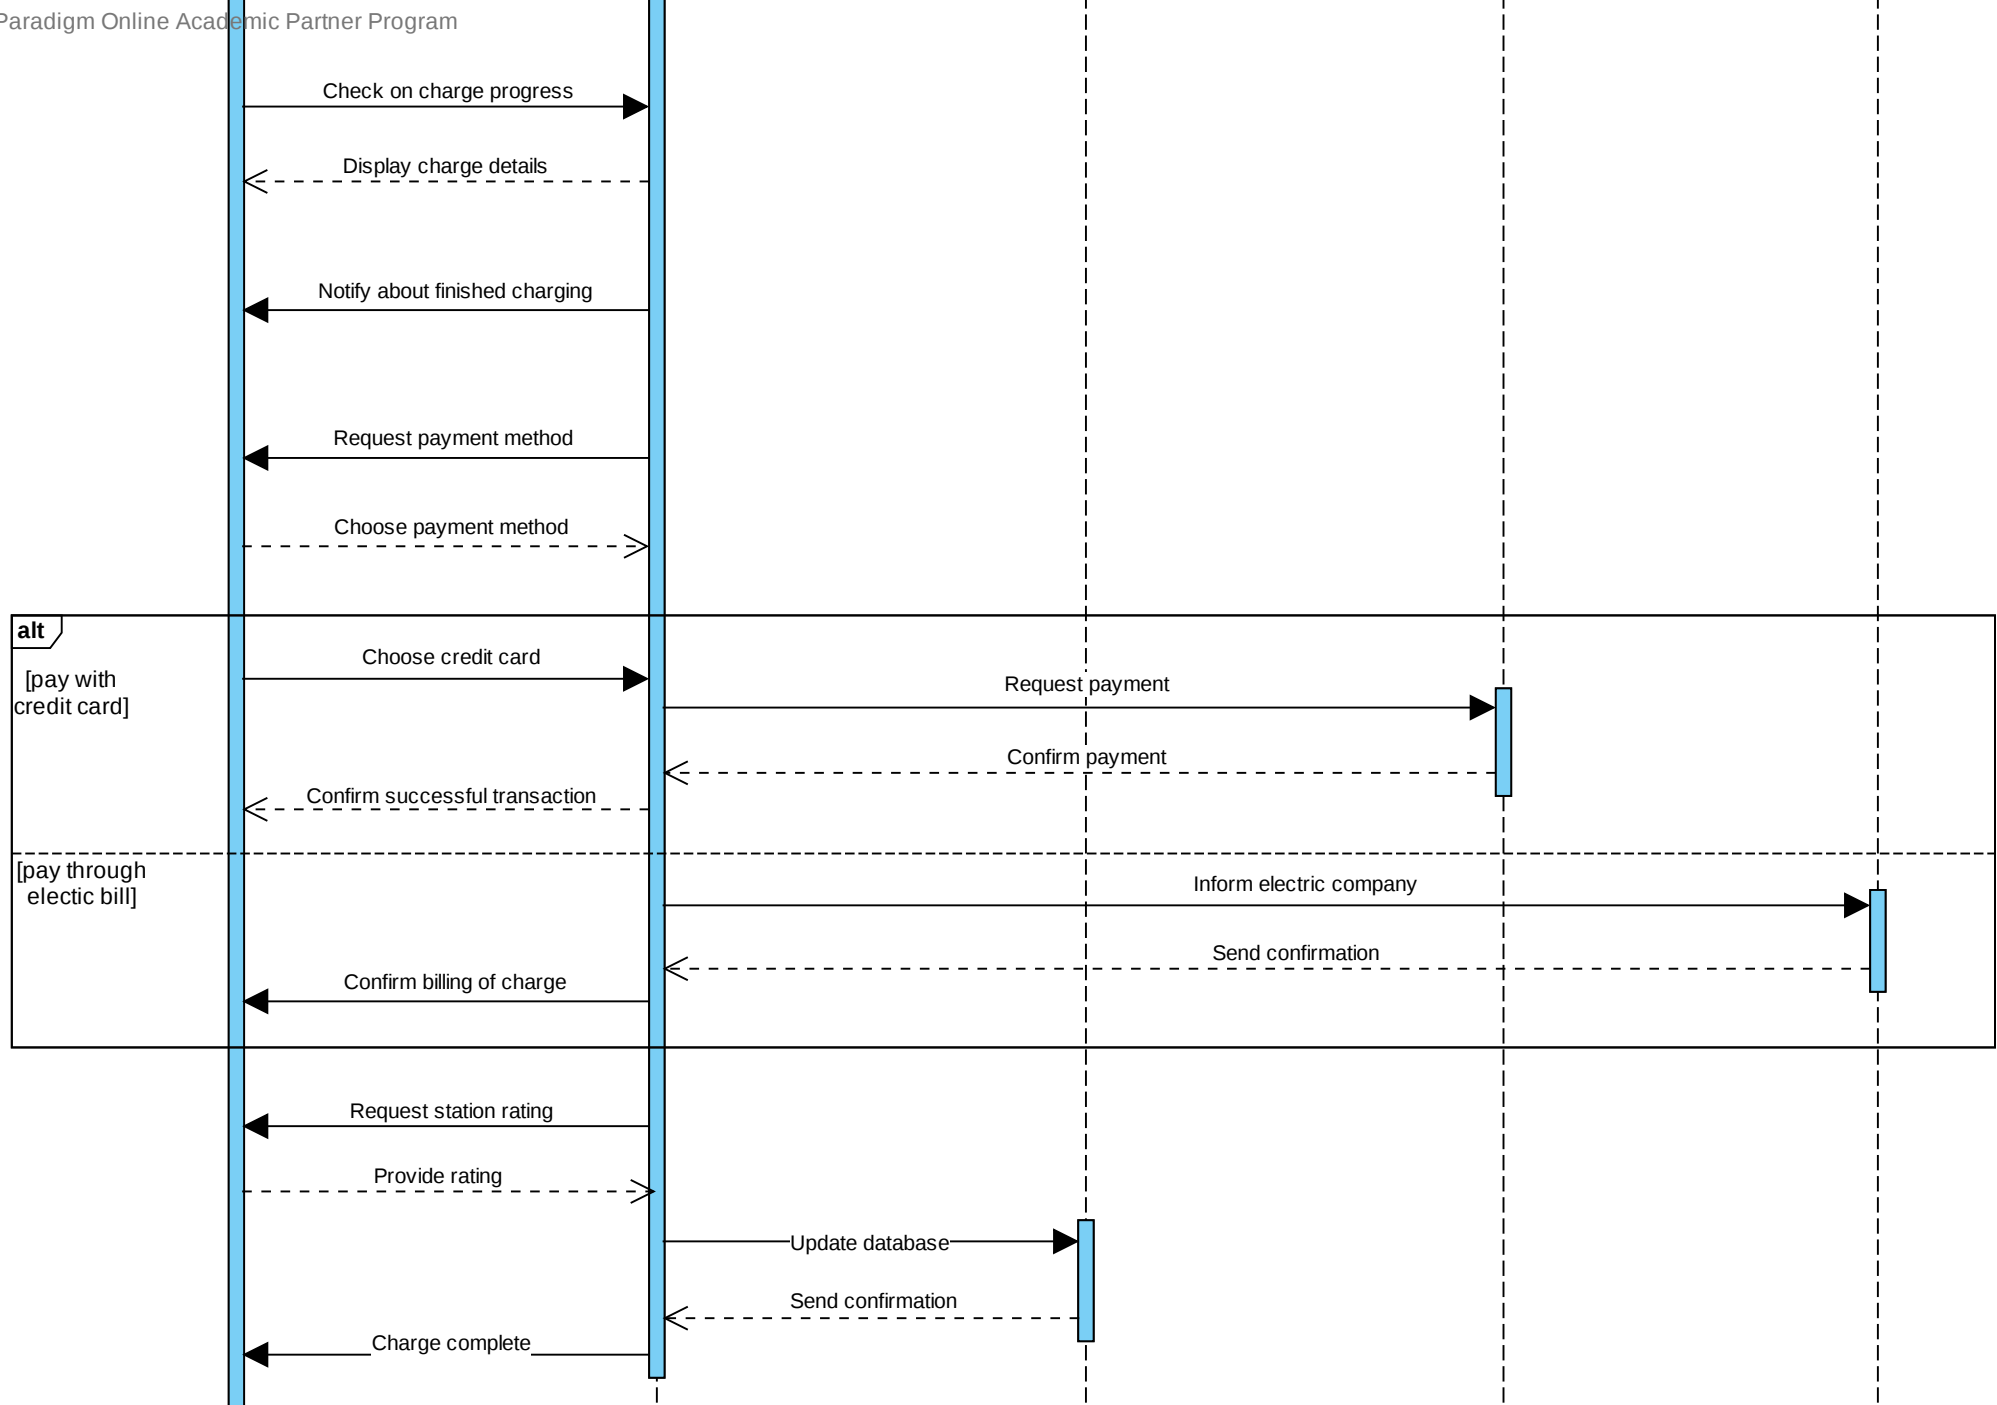 Paradigm Online Academic Partner Program
Check on charge progress
Display charge details
Notify about finished charging
Request payment method
Choose payment method
alt
Choose credit card
[pay with
credit card]
Request payment
Confirm payment
Confirm successful transaction
[pay through
electic bill]
Inform electric company
Send confirmation
Confirm billing of charge
Request station rating
Provide rating
Update database
Send confirmation
Charge complete